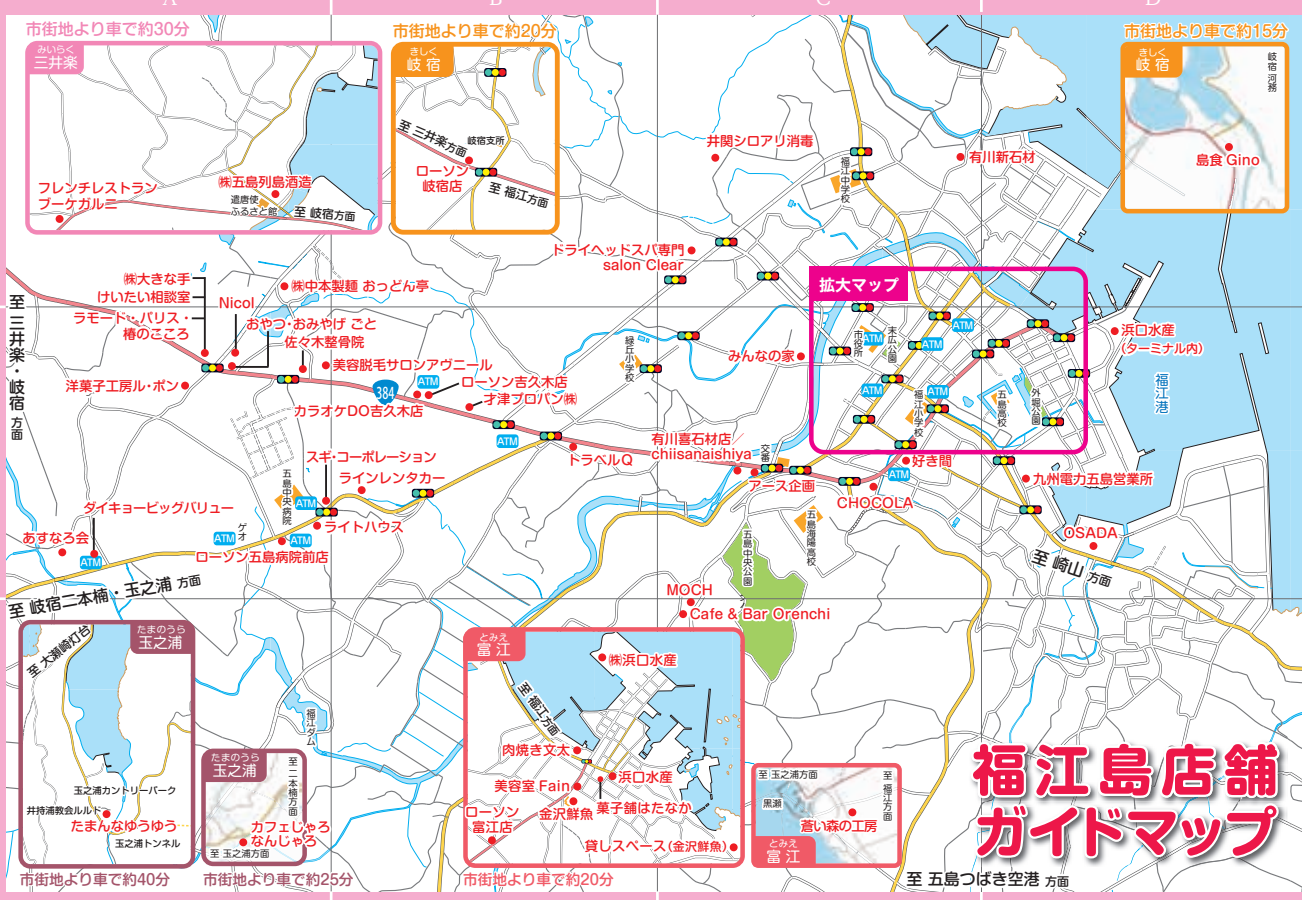 A
B
C
D
市街地より車で約30分
みいらく
三井楽
フレンチレストラン
ブーケガルニ
㈱五島列島酒造
遣唐使
ふるさと館
至 岐宿方面
市街地より車で約20分
きしく
岐宿
至 三井楽方面
岐宿支所
ローソン
岐宿店
至 福江方面
市街地より車で約15分
きしく
岐宿
岐宿 河務
島食 Gino
井関シロアリ消毒
福江中学校
有川新石材
ドライヘッドスパ専門
salon Clear
拡大マップ
㈱大きな手
けいたい相談室
ラモード・パリス・
椿のこころ
Nicol
㈱中本製麺 おっどん亭
おやつ・おみやげ ごと
佐々木整骨院
美容脱毛サロンアヴニール
洋菓子工房ル・ポン
至 三井楽・岐宿 方面
384
カラオケDO吉久木店
ATM
ローソン吉久木店
才津プロパン㈱
ATM
トラベルQ
緑丘小学校
みんなの家
市役所
ATM
末広公園
ATM
ATM
ATM
ATM
福江小学校
五島高校
外堀公園
浜口水産
(ターミナル内)
福江港
有川喜石材店/
chiisanaishiya
交番
アース企画
好き間
ATM
CHOCOLA
九州電力五島営業所
OSADA
至 崎山 方面
スギ・コーポレーション
ラインレンタカー
五島中央病院
ATM
ライトハウス
ダイキョービッグバリュー
あすなろ会
ATM
ATM
ゲオ
ATM
ローソン五島病院前店
至 岐宿二本楠・玉之浦 方面
五島海陽高校
五島中央公園
MOCH
Cafe & Bar Orenchi
福江ダム
たまのうら
玉之浦
至 大瀬崎灯台
玉之浦カントリーパーク
井持浦教会ルルド
たまんなゆうゆう
玉之浦トンネル
市街地より車で約40分
たまのうら
玉之浦
至 二本楠方面
カフェじゃろ
なんじゃろ
至 玉之浦方面
市街地より車で約25分
とみえ
富江
㈱浜口水産
至 福江方面
肉焼き文太
美容室 Fain
浜口水産
金沢鮮魚
菓子舗はたなか
ローソン
富江店
貸しスペース(金沢鮮魚)
市街地より車で約20分
至 玉之浦方面
黒瀬
至 福江方面
蒼い森の工房
とみえ
富江
至 五島つばき空港 方面
福江島店舗
ガイドマップ